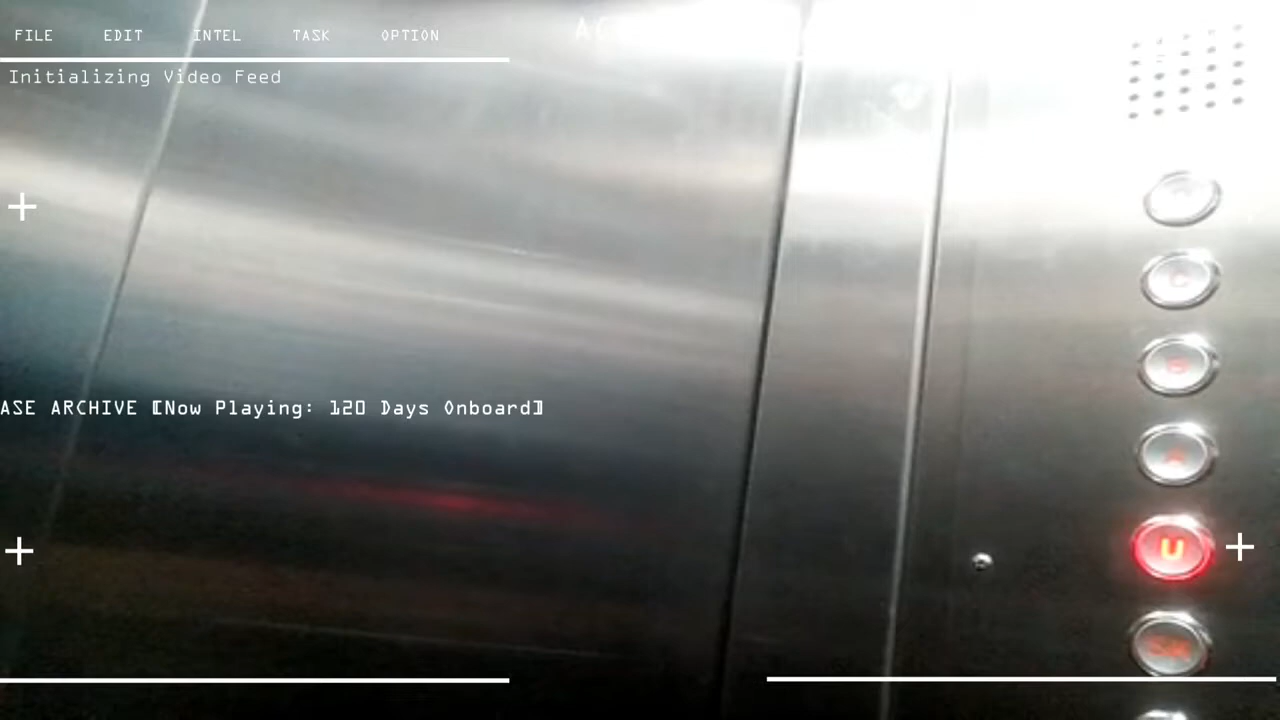 FILE EDIT INTEL TASK OPTION
Initializing Video Feed
ASE ARCHIVE [Now Playing: 120 Days Onboard]
C
B
A
U